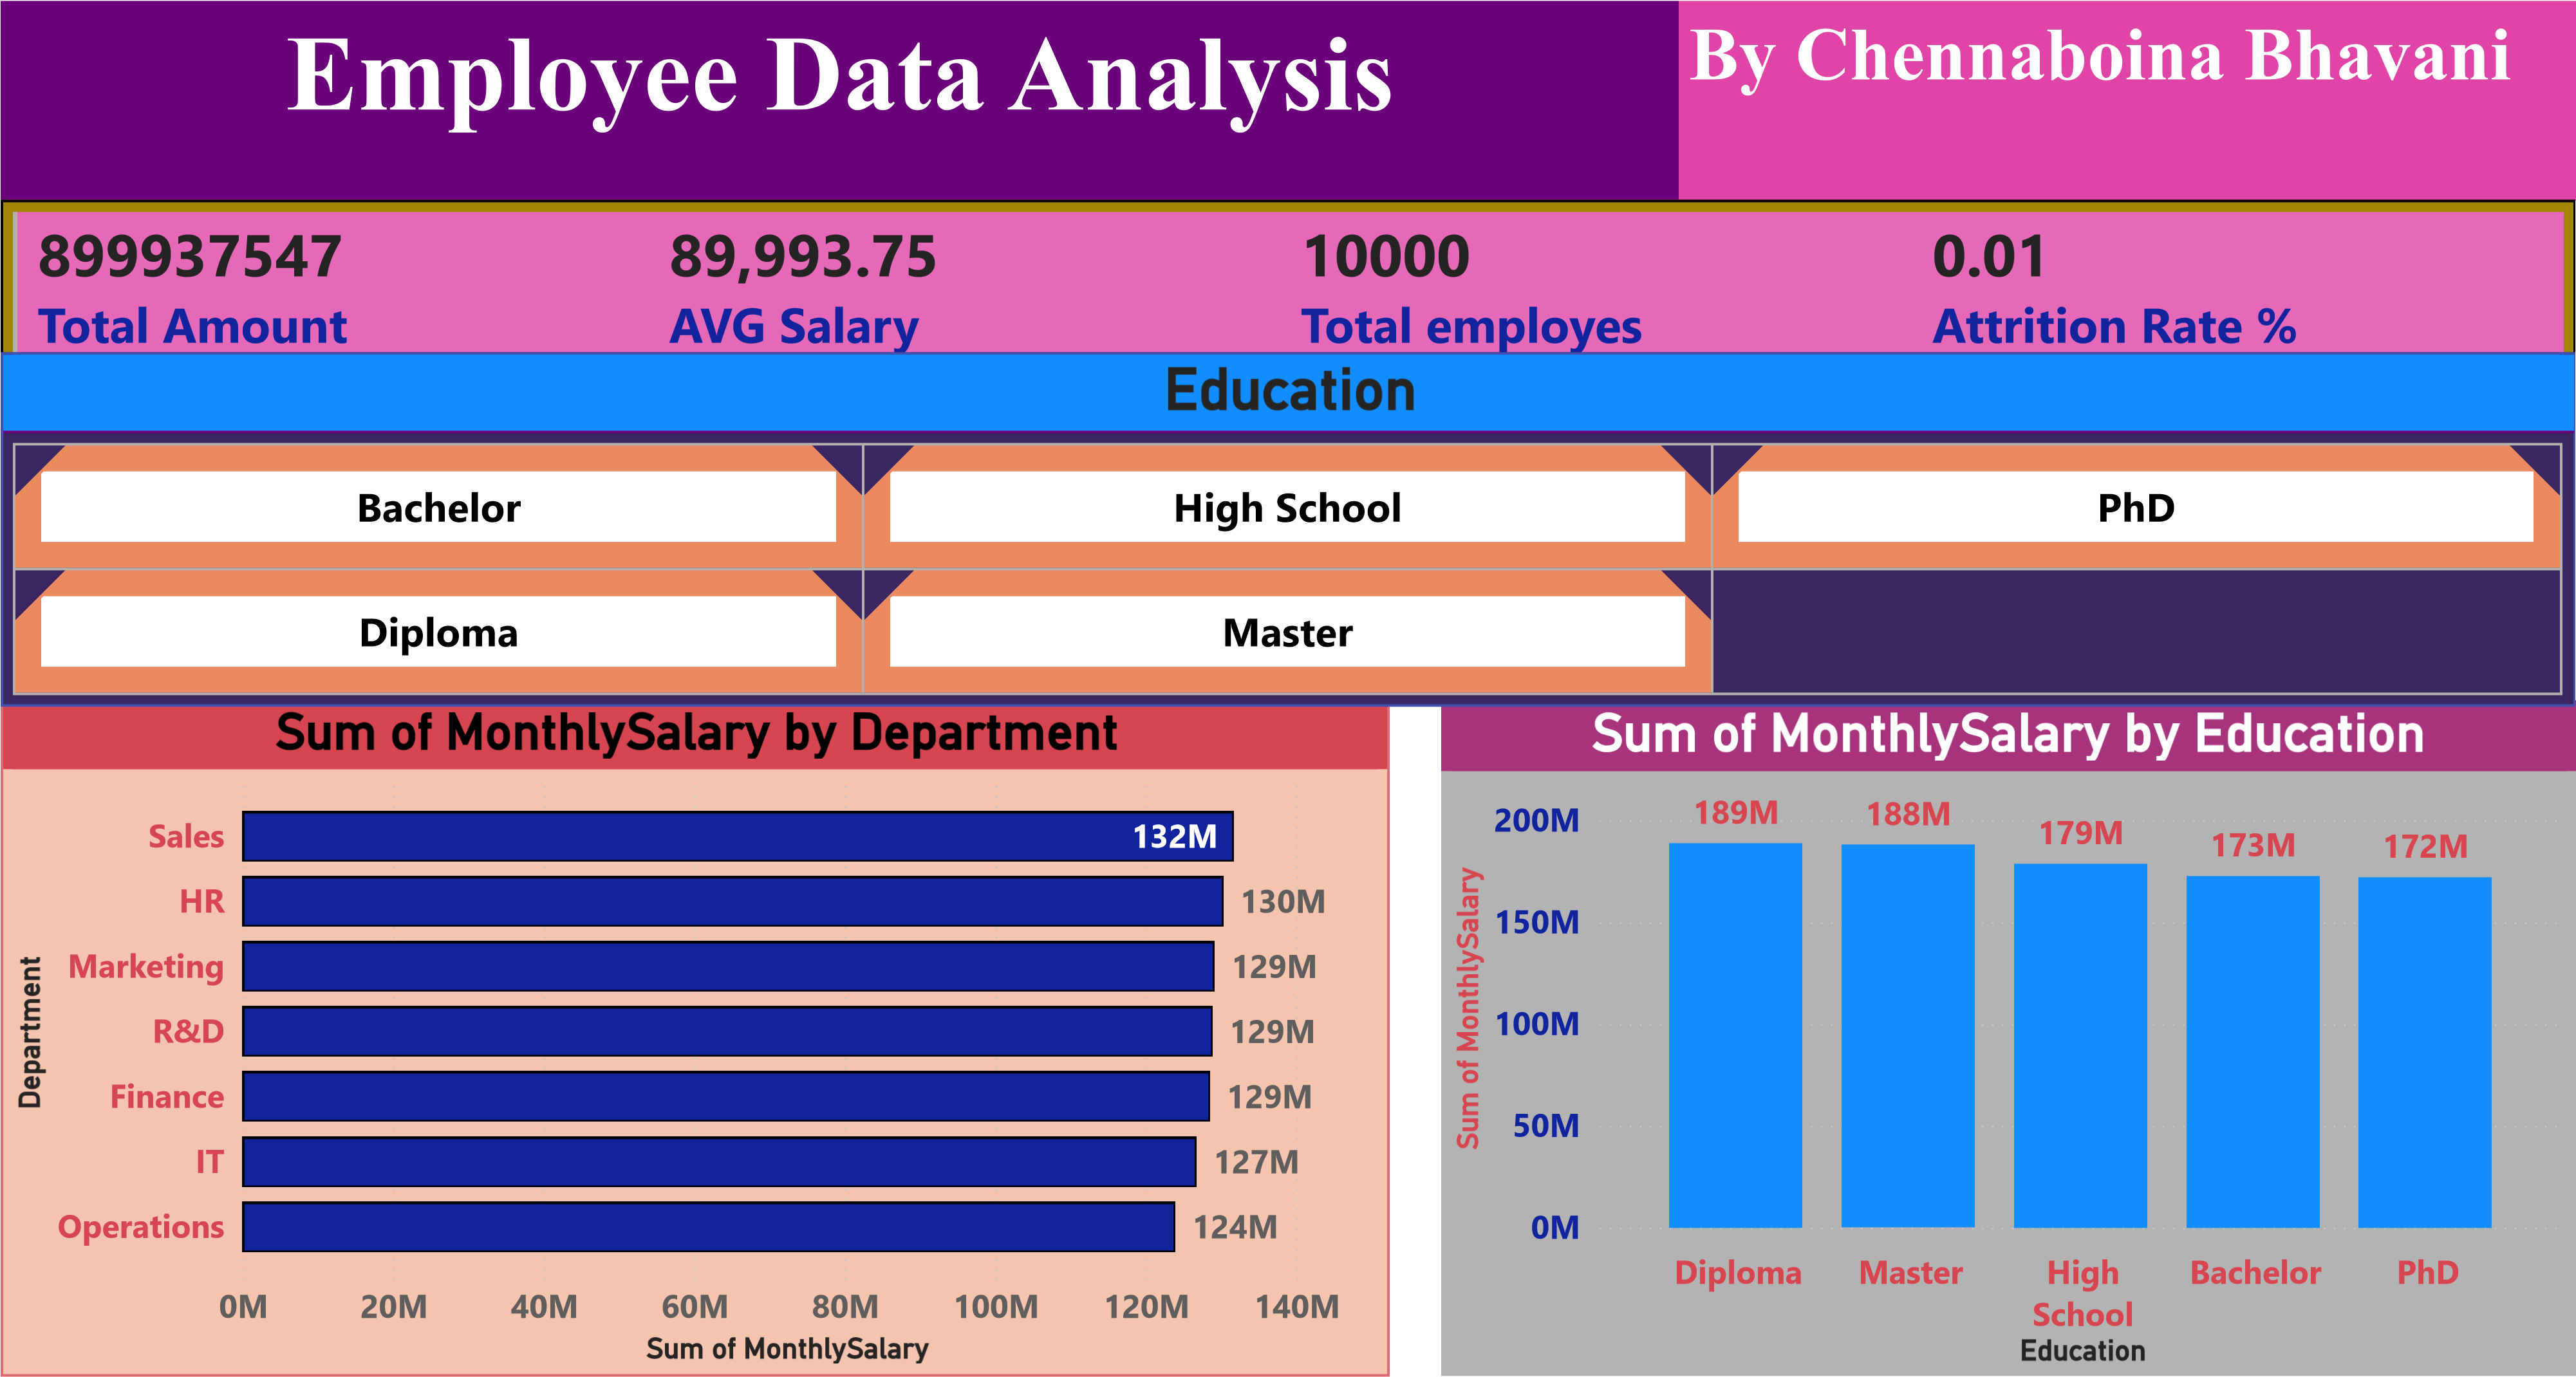 Employee Data Analysis
By Chennaboina Bhavani
899937547
Total Amount
89,993.75
AVG Salary
10000
Total employes
0.01
Attrition Rate %
Education
Bachelor
High School
PhD
Diploma
Master
Sum of MonthlySalary by Department
Department
Sales
132M
HR
130M
Marketing
129M
R&D
129M
Finance
129M
IT
127M
Operations
124M
0M 20M 40M 60M 80M 100M 120M 140M
Sum of MonthlySalary
Sum of MonthlySalary by Education
Sum of MonthlySalary
200M
150M
100M
50M
0M
189M
188M
179M
173M
172M
Diploma
Master
High
School
Bachelor
PhD
Education